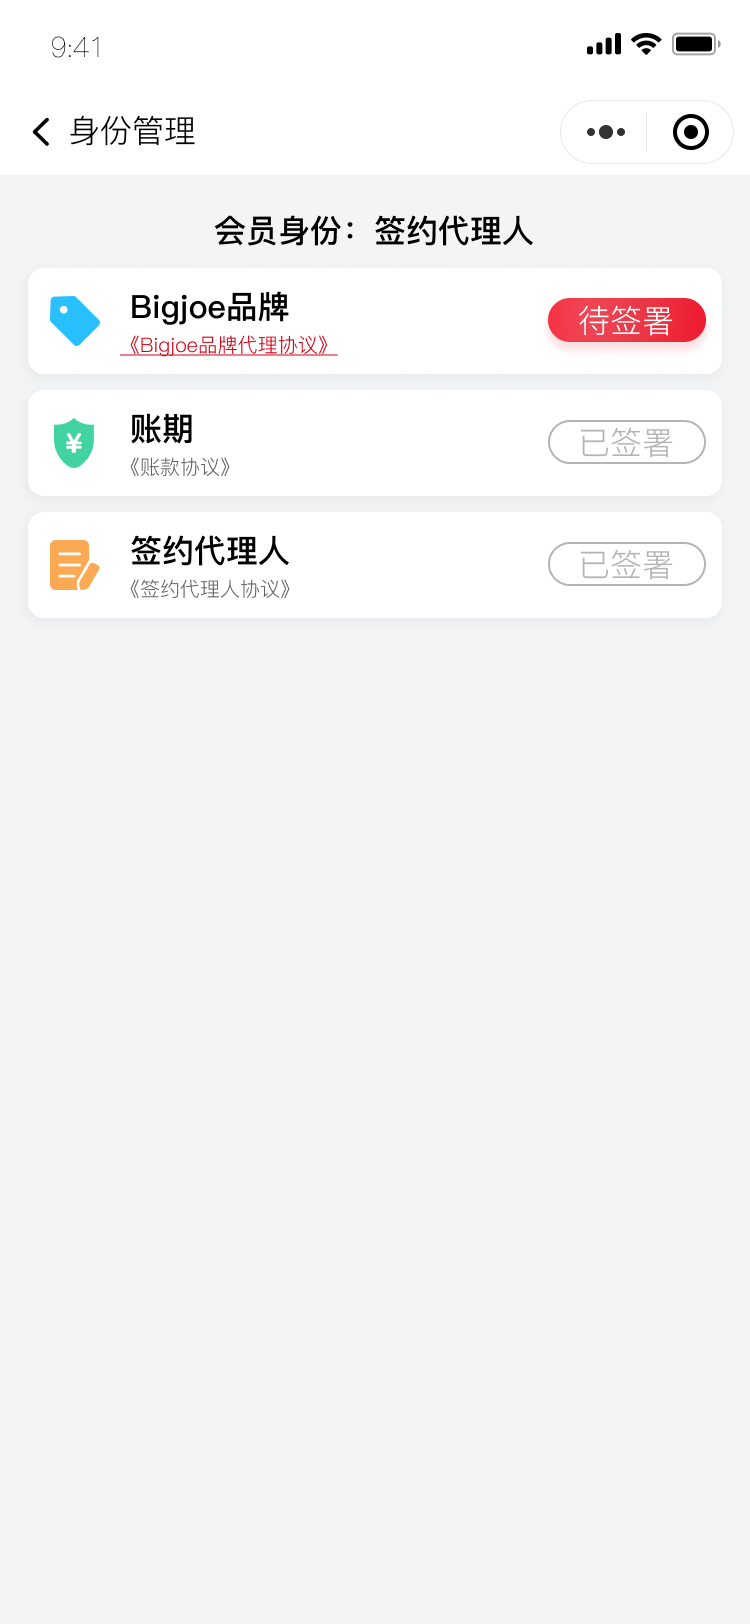 9:41
身份管理
会员身份：签约代理人
Bigjoe品牌
待签署
《Bigjoe品牌代理协议》
账期
已签署
《账款协议》
签约代理人
已签署
《签约代理人协议》